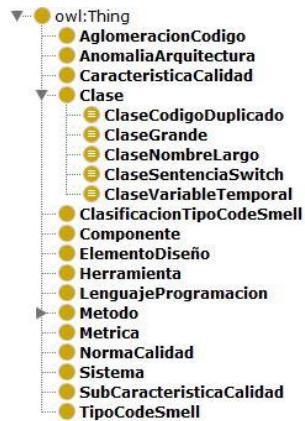 owl:Thing
AglomeracionCodigo
AnomaliaArquitectura
CaracteristicaCalidad
Clase
ClaseCodigoDuplicado
ClaseGrande
ClaseNombreLargo
ClaseSentenciaSwitch
ClaseVariableTemporal
ClasificacionTipoCodeSmell
Componente
ElementoDiseño
Herramienta
LenguajeProgramacion
Metodo
Metrica
NormaCalidad
Sistema
SubCaracteristicaCalidad
TipoCodeSmell